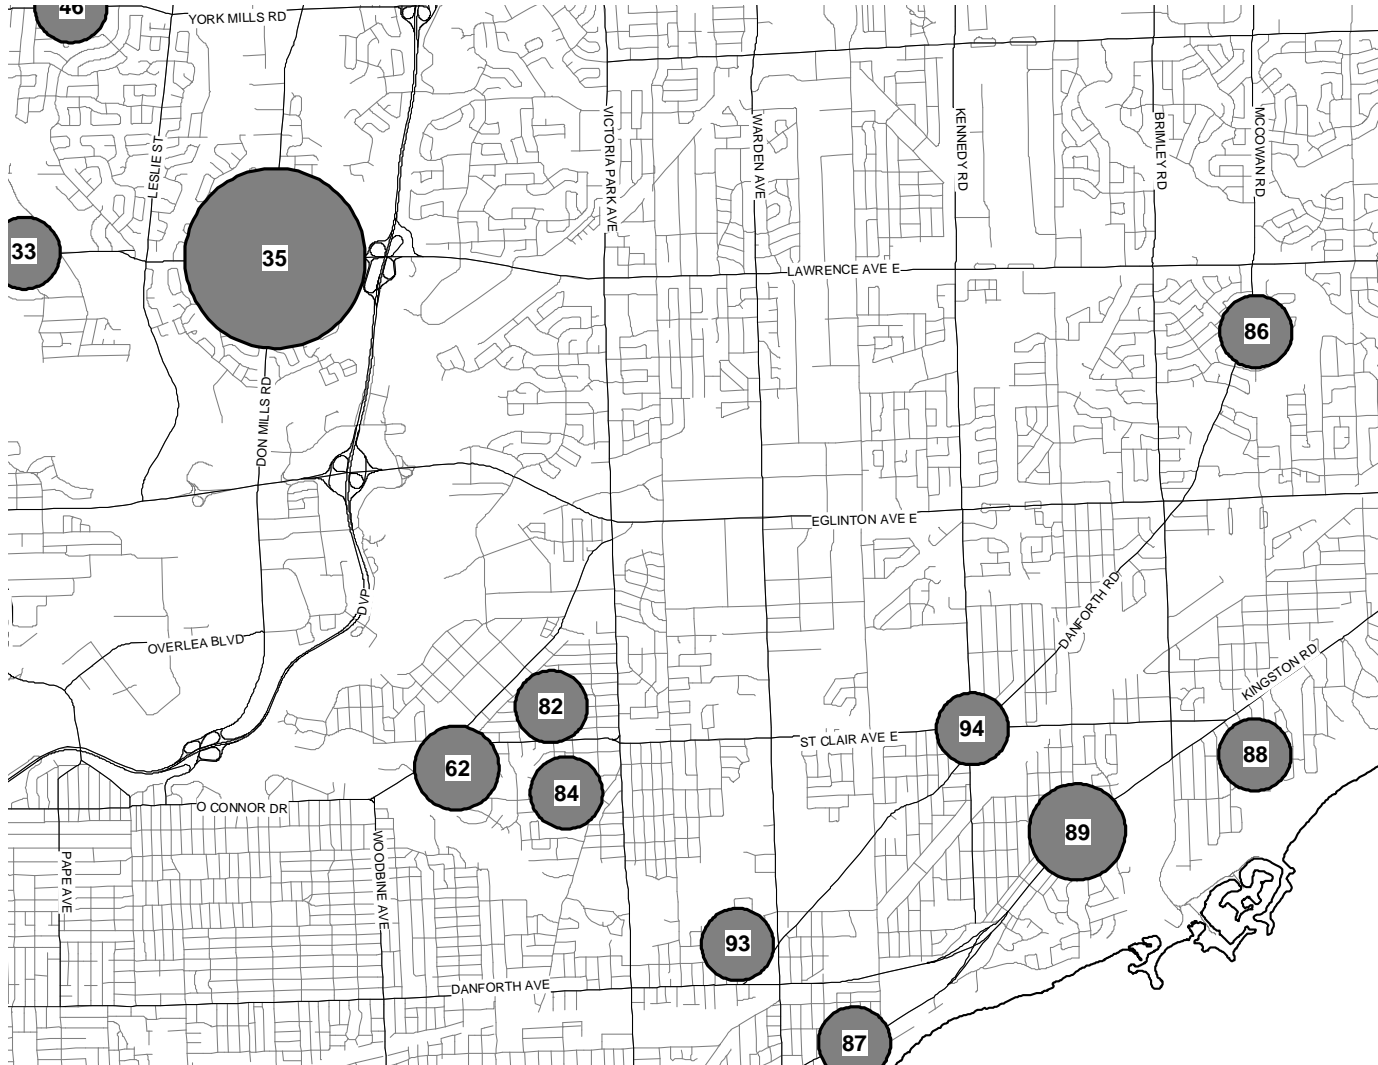 46
YORK MILLS RD
LESLIE ST
VICTORIA PARK AVE
WARDEN AVE
KENNEDY RD
BRIMLEY RD
MCCOWAN RD
33
35
LAWRENCE AVE E
86
DON MILLS RD
EGLINTON AVE E
DVP
DANFORTH RD
OVERLEA BLVD
KINGSTON RD
82
94
ST CLAIR AVE E
88
62
84
O CONNOR DR
89
PAPE AVE
WOODBINE AVE
93
DANFORTH AVE
87